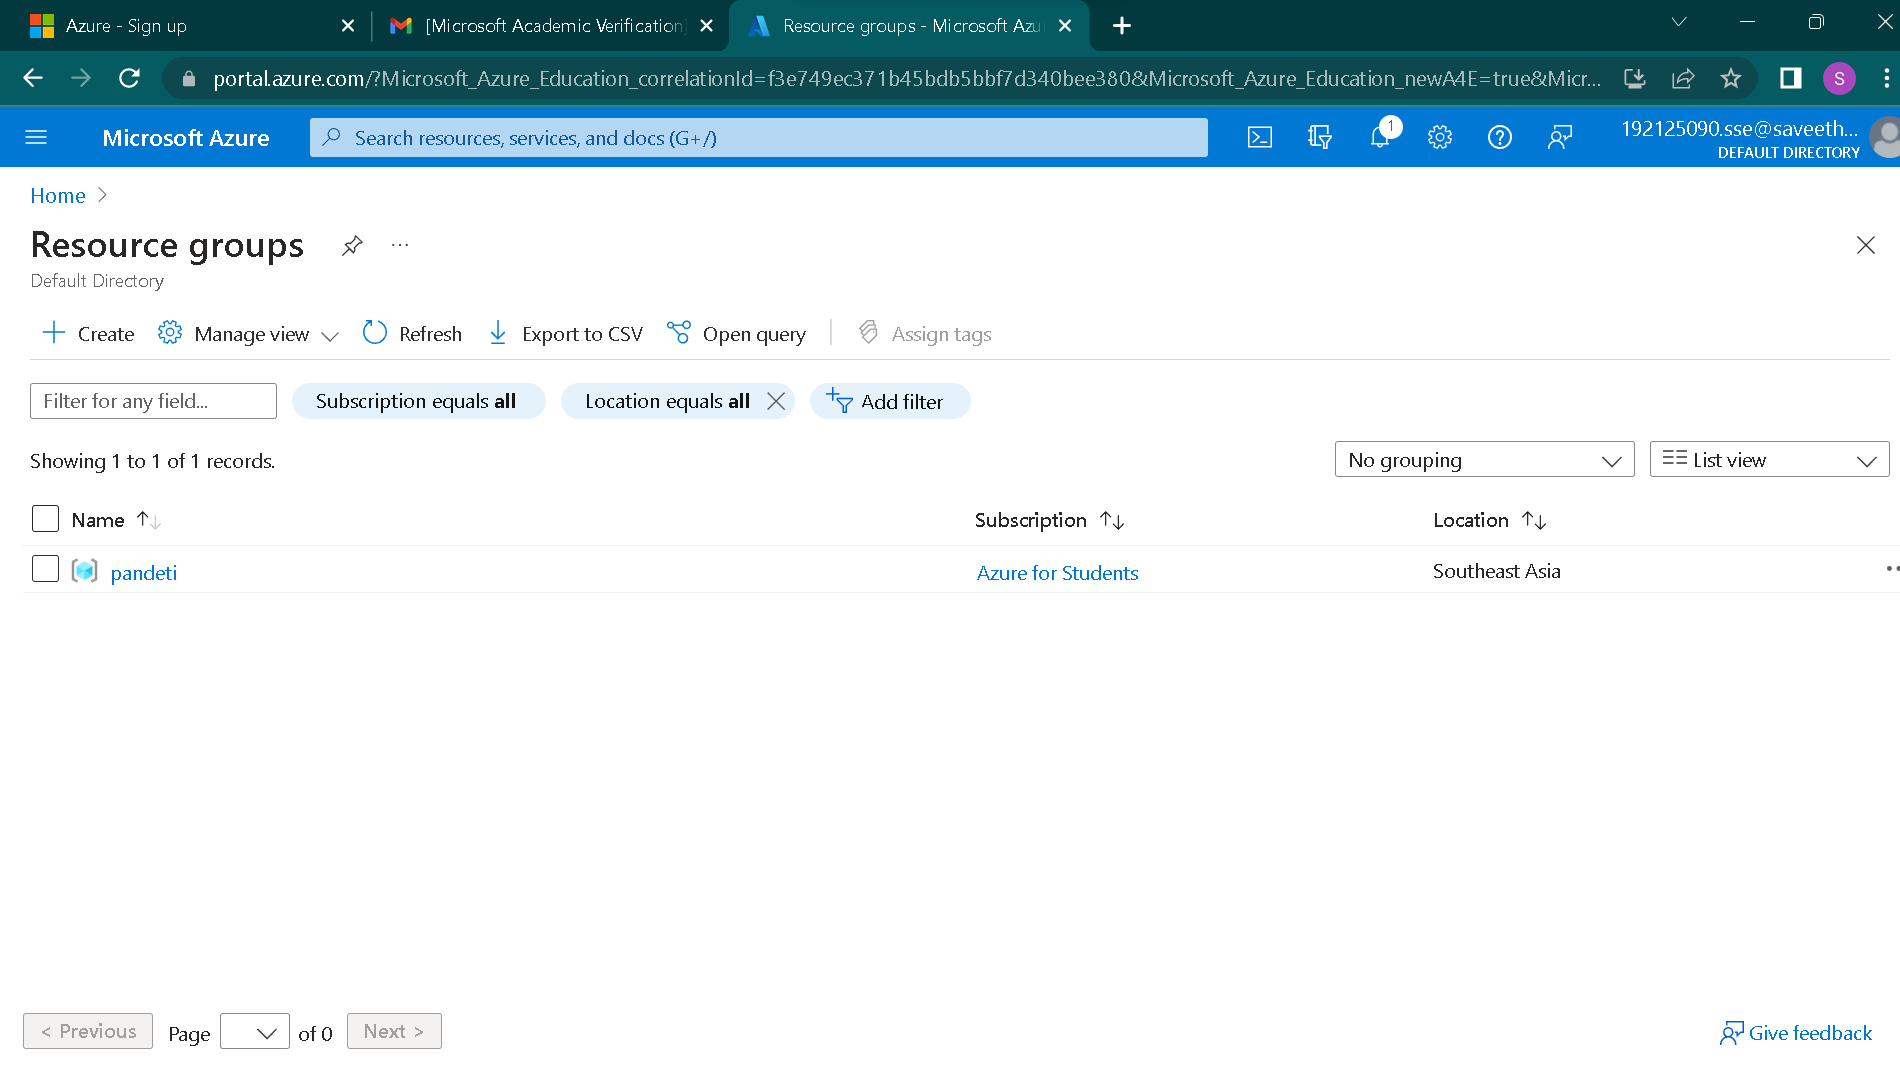 Azure - Sign up
[Microsoft Academic Verification]
Resource groups - Microsoft Azu
portal.azure.com/?Microsoft_Azure_Education_correlationId=f3e749ec371b45bdb5bbf7d340bee380&Microsoft_Azure_Education_newA4E=true&Micr...
S
Microsoft Azure
Search resources, services, and docs (G+/)
1
192125090.sse@saveeth...
DEFAULT DIRECTORY
Home
Resource groups
Default Directory
Create
Manage view
Refresh
Export to CSV
Open query
Assign tags
Filter for any field...
Subscription equals all
Location equals all
Add filter
Showing 1 to 1 of 1 records.
No grouping
List view
Name
Subscription
Location
pandeti
Azure for Students
Southeast Asia
< Previous
Page
of 0
Next >
Give feedback